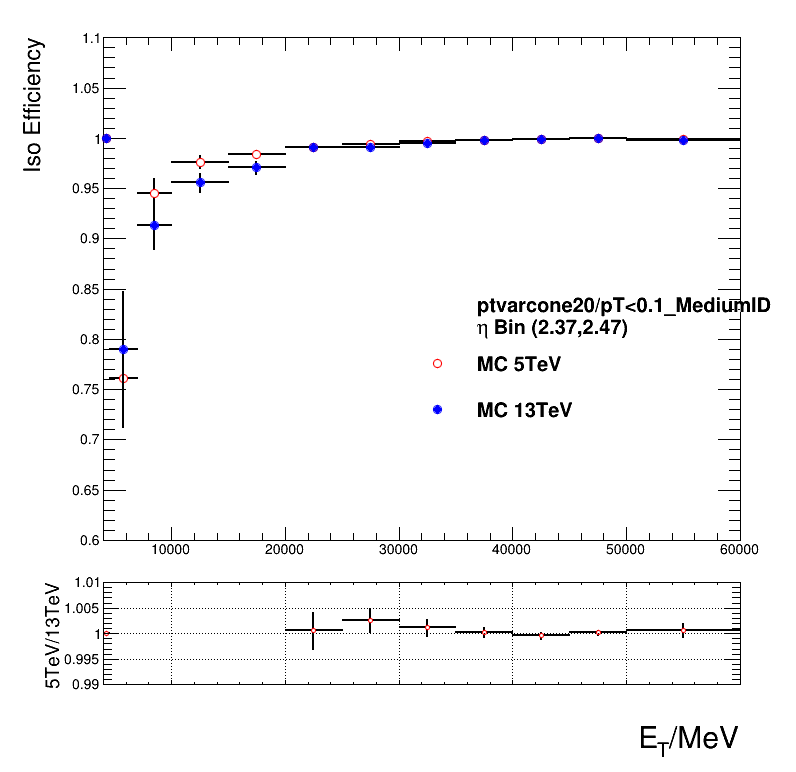 Iso Efficiency
1.1
1.05
1
0.95
0.9
0.85
0.8
0.75
0.7
0.65
0.6
ptvarcone20/pT<0.1_MediumID
η Bin (2.37,2.47)
MC 5TeV
MC 13TeV
10000 20000 30000 40000 50000 60000
5TeV/13TeV
1.01
1.005
1
0.995
0.99
E_T/MeV